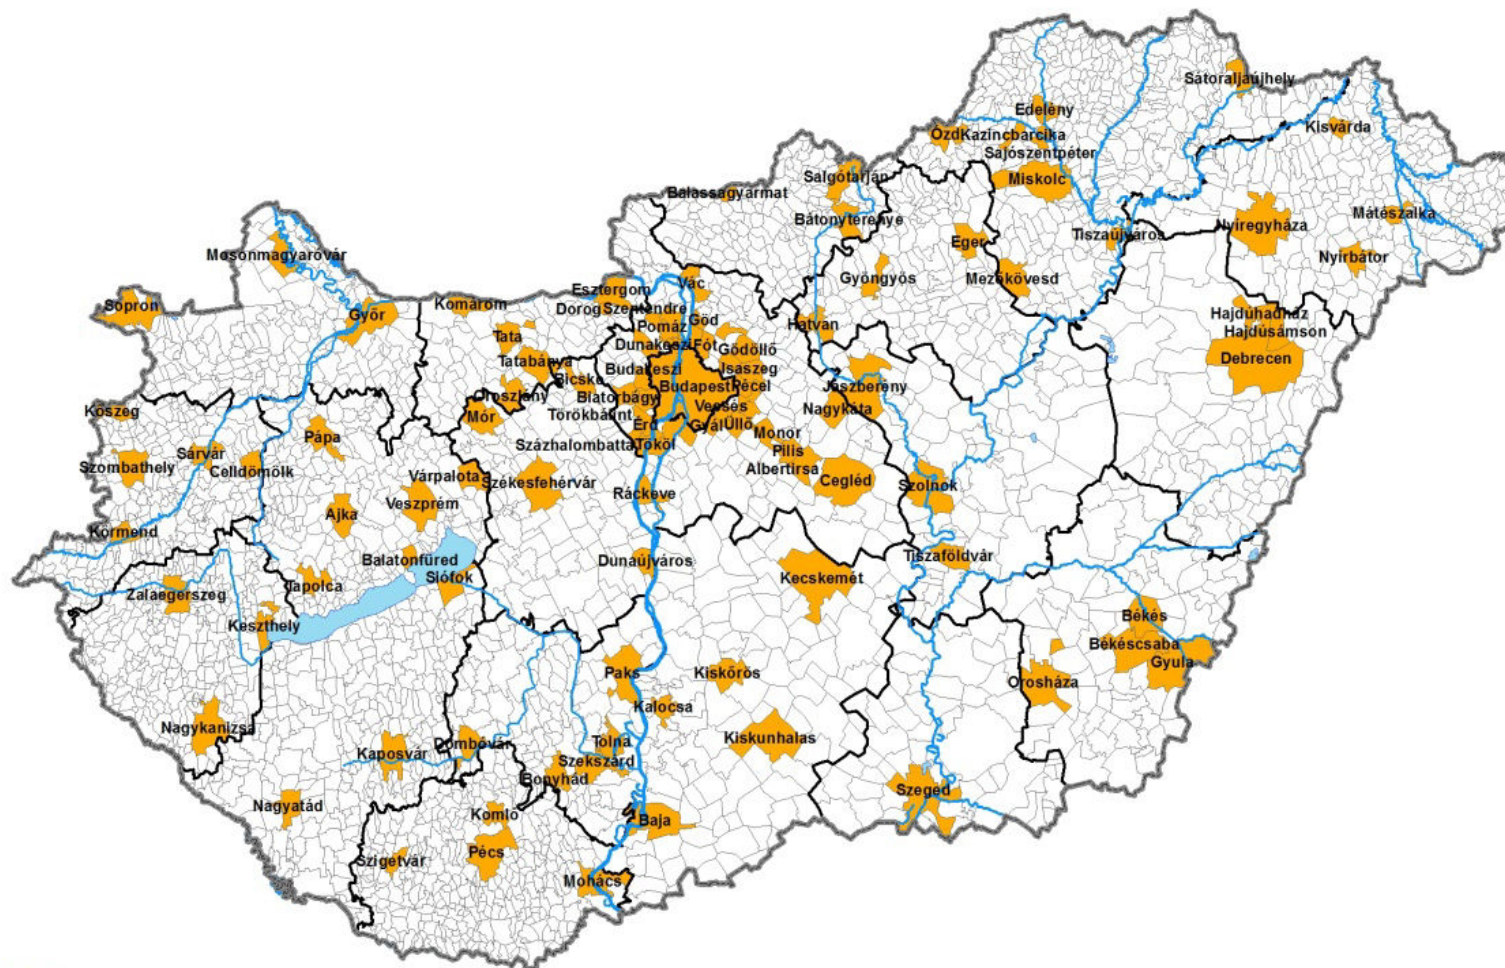 Sátoraljaújhely
Edelény
Kisvárda
Ózd
Kazincbarcika
Sajószentpéter
Salgótarján
Miskolc
Balassagyarmat
Bátonyterenye
Mátészalka
Nyíregyháza
Tiszaújváros
Eger
Mosonmagyaróvár
Nyírbátor
Gyöngyös
Mezőkövesd
Vác
Esztergom
Sopron
Komárom
Dorog
Szentendre
Győr
Göd
Hatvan
Hajdúhadház
Pomáz
Hajdúsámson
Tata
Dunakeszi
Fót
Gödöllő
Debrecen
Tatabánya
Budakeszi
Isaszeg
Bicske
Budapest
Pécel
Jászberény
Oroszlány
Biatorbágy
Kőszeg
Mór
Törökbálint
Vecsés
Nagykáta
Érd
Gyál
Üllő
Monor
Pápa
Százhalombatta
Tököl
Pilis
Sárvár
Szombathely
Celldömölk
Albertirsa
Várpalota
Székesfehérvár
Cegléd
Szolnok
Ráckeve
Veszprém
Ajka
Körmend
Balatonfüred
Dunaújváros
Tiszaföldvár
Siófok
Kecskemét
Tapolca
Zalaegerszeg
Békés
Keszthely
Békéscsaba
Gyula
Paks
Kiskőrös
Orosháza
Kalocsa
Nagykanizsa
Kiskunhalas
Tolna
Dombóvár
Kaposvár
Szekszárd
Bonyhád
Szeged
Nagyatád
Komló
Baja
Pécs
Szigetvár
Mohács